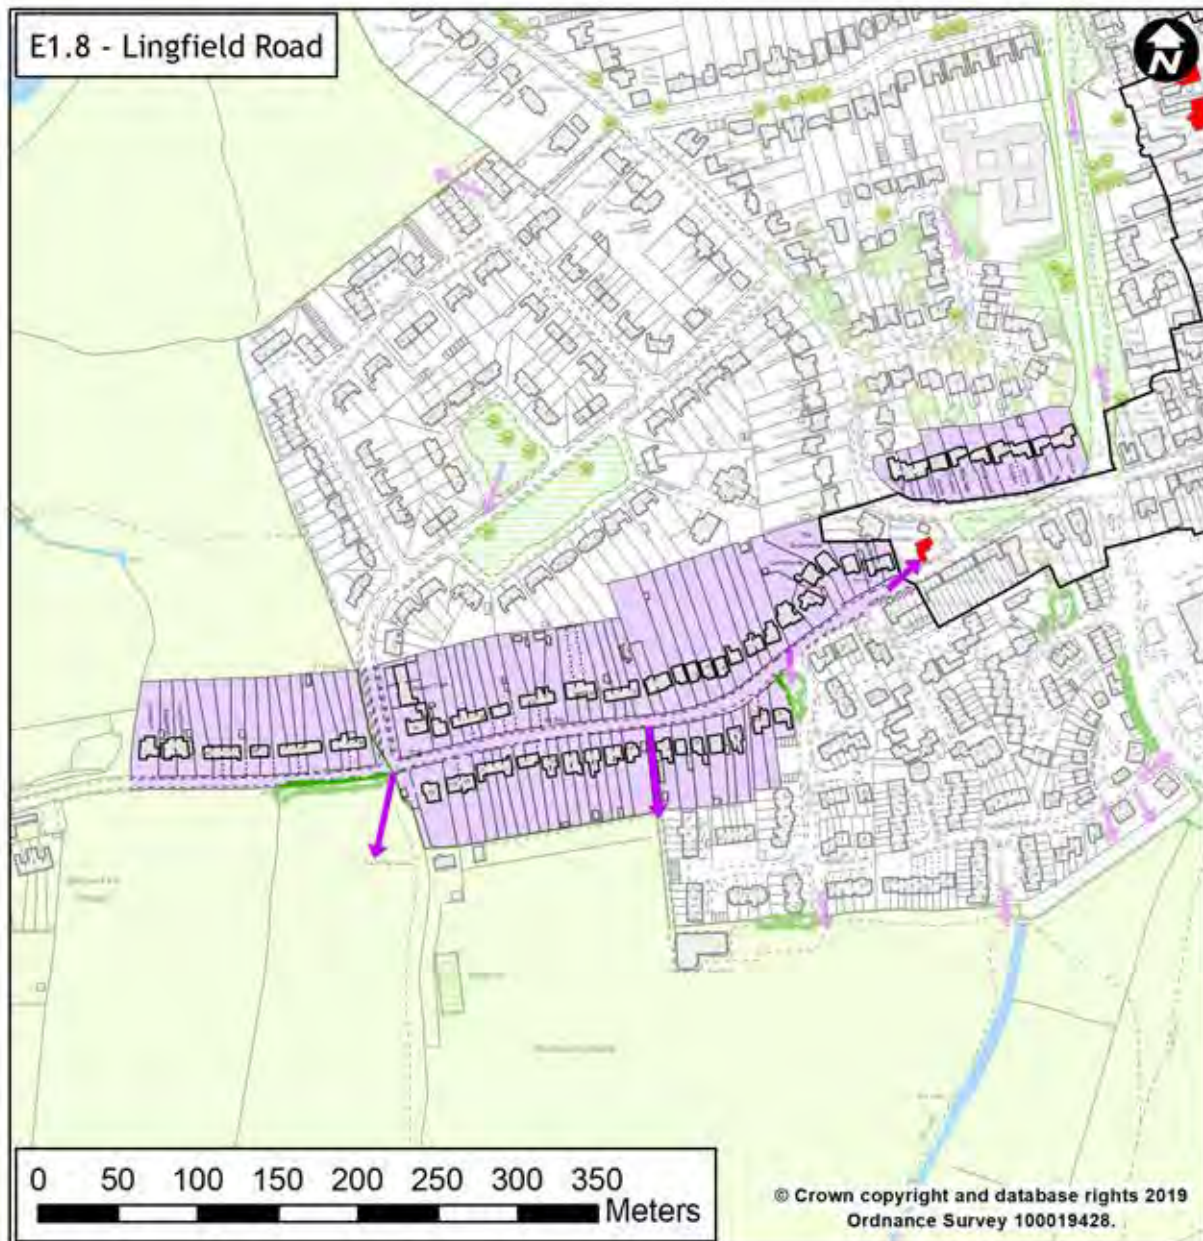 E1.8 - Lingfield Road
N
0 50 100 150 200 250 300 350
Meters
© Crown copyright and database rights 2019
Ordnance Survey 100019428.